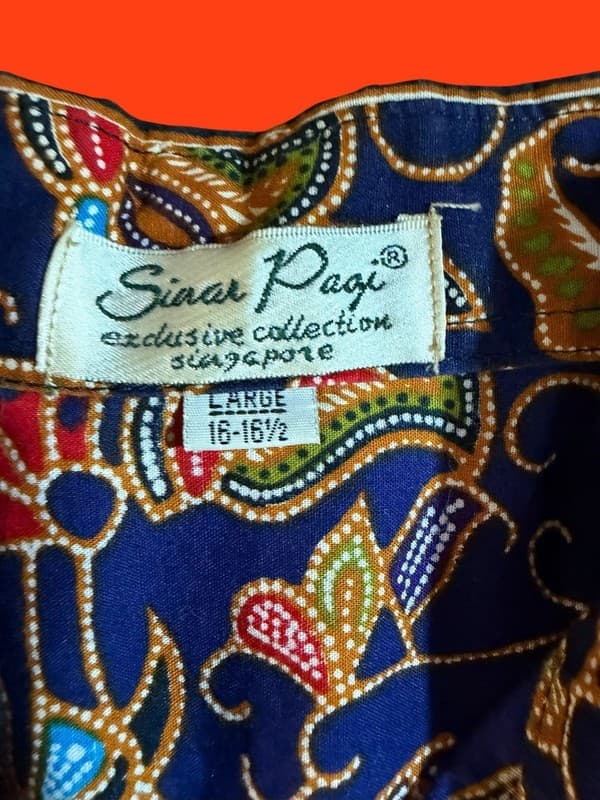 Sinar Pagi®
exclusive collection
singapore
LARGE
16-16½